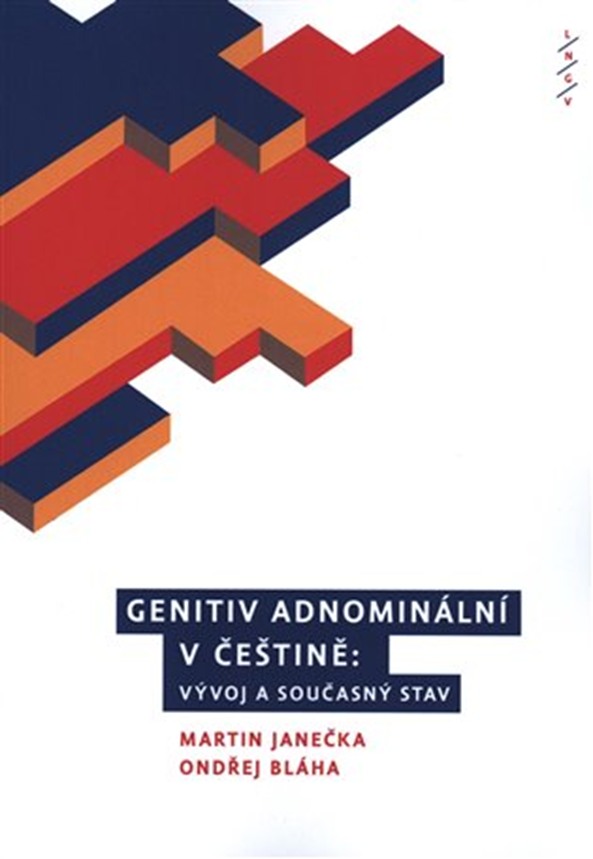 L
N
G
V
GENITIV ADNOMINÁLNÍ
V ČEŠTINĚ:
VÝVOJ A SOUČASNÝ STAV
MARTIN JANEČKA
ONDŘEJ BLÁHA